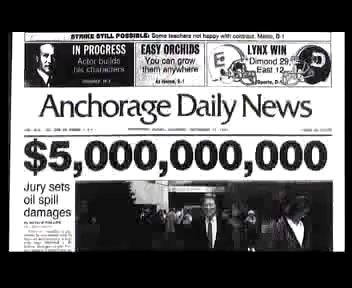 STRIKE STILL POSSIBLE: Some teachers not happy with contract. Metro, B-1
IN PROGRESS
Actor builds
his characters
EASY ORCHIDS
You can grow
them anywhere
LYNX WIN
Dimond 29,
East 12
Sports, D-1
Anchorage Daily News
$5,000,000,000
Jury sets
oil spill
damages